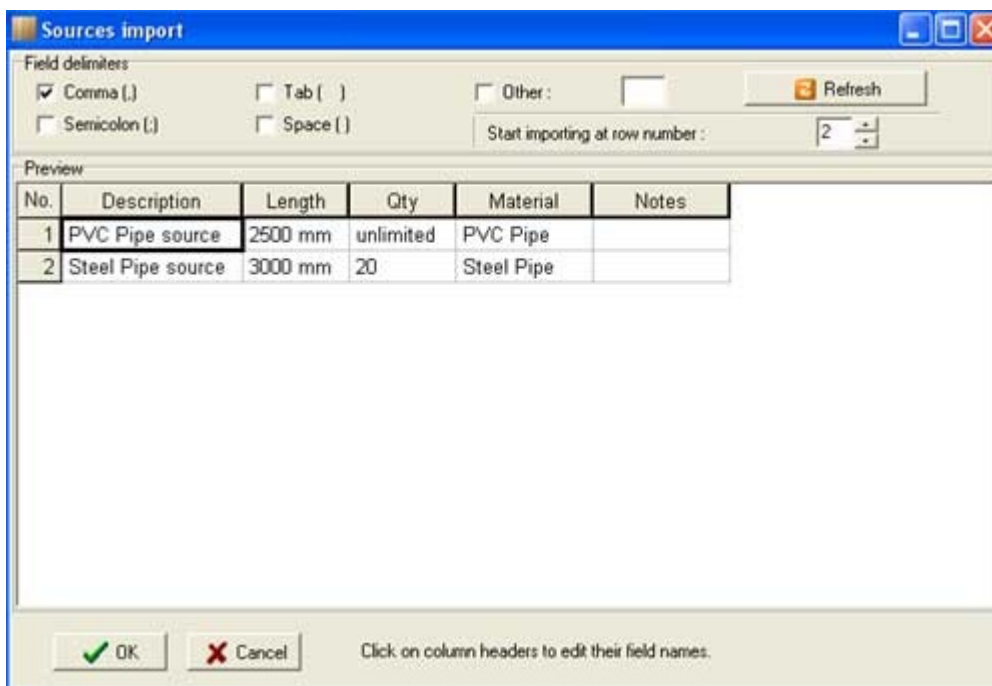 Sources import
Field delimiters
Comma (,) Tab ( ) Other : Refresh
Semicolon (;) Space ( ) Start importing at row number : 2
Preview
No. Description Length Qty Material Notes
1 PVC Pipe source 2500 mm unlimited PVC Pipe
2 Steel Pipe source 3000 mm 20 Steel Pipe
OK Cancel Click on column headers to edit their field names.